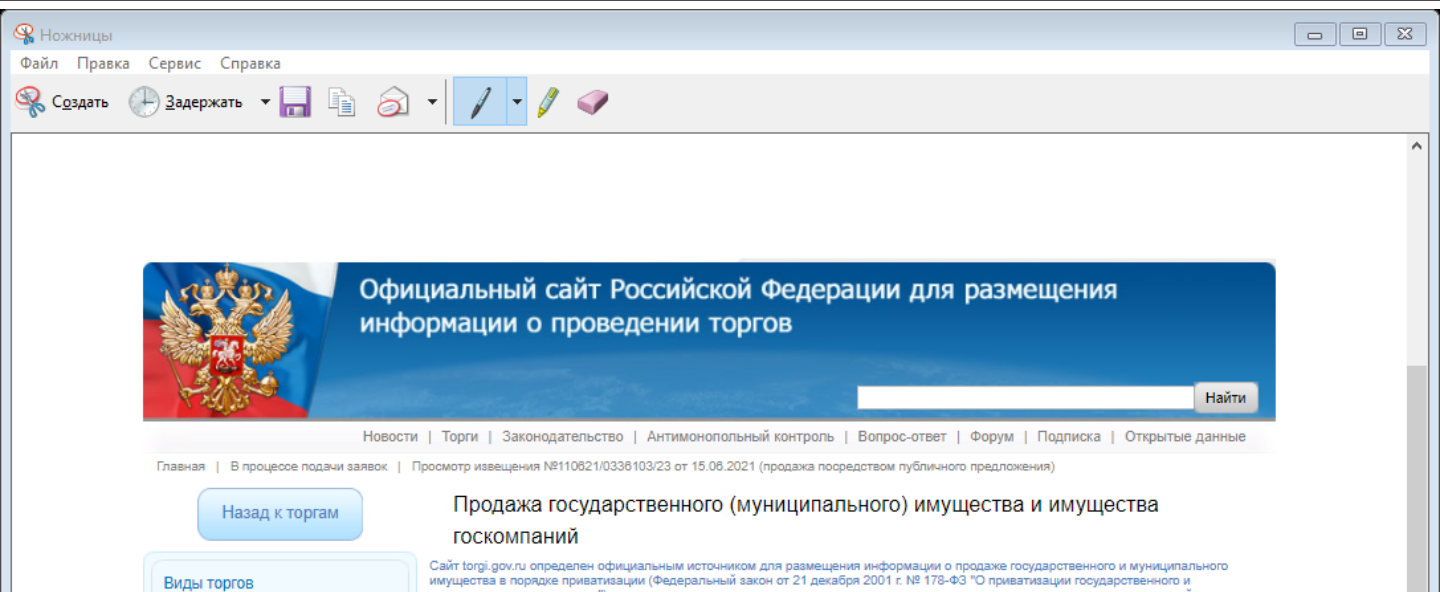 Ножницы
Файл Правка Сервис Справка
Создать Задержать
Официальный сайт Российской Федерации для размещения
информации о проведении торгов
Найти
Новости | Торги | Законодательство | Антимонопольный контроль | Вопрос-ответ | Форум | Подписка | Открытые данные
Главная | В процессе подачи заявок | Просмотр извещения №110621/0336103/23 от 15.06.2021 (продажа посредством публичного предложения)
Назад к торгам
Продажа государственного (муниципального) имущества и имущества
госкомпаний
Виды торгов
Сайт torgi.gov.ru определен официальным источником для размещения информации о продаже государственного и муниципального
имущества в порядке приватизации (Федеральный закон от 21 декабря 2001 г. № 178-ФЗ "О приватизации государственного и